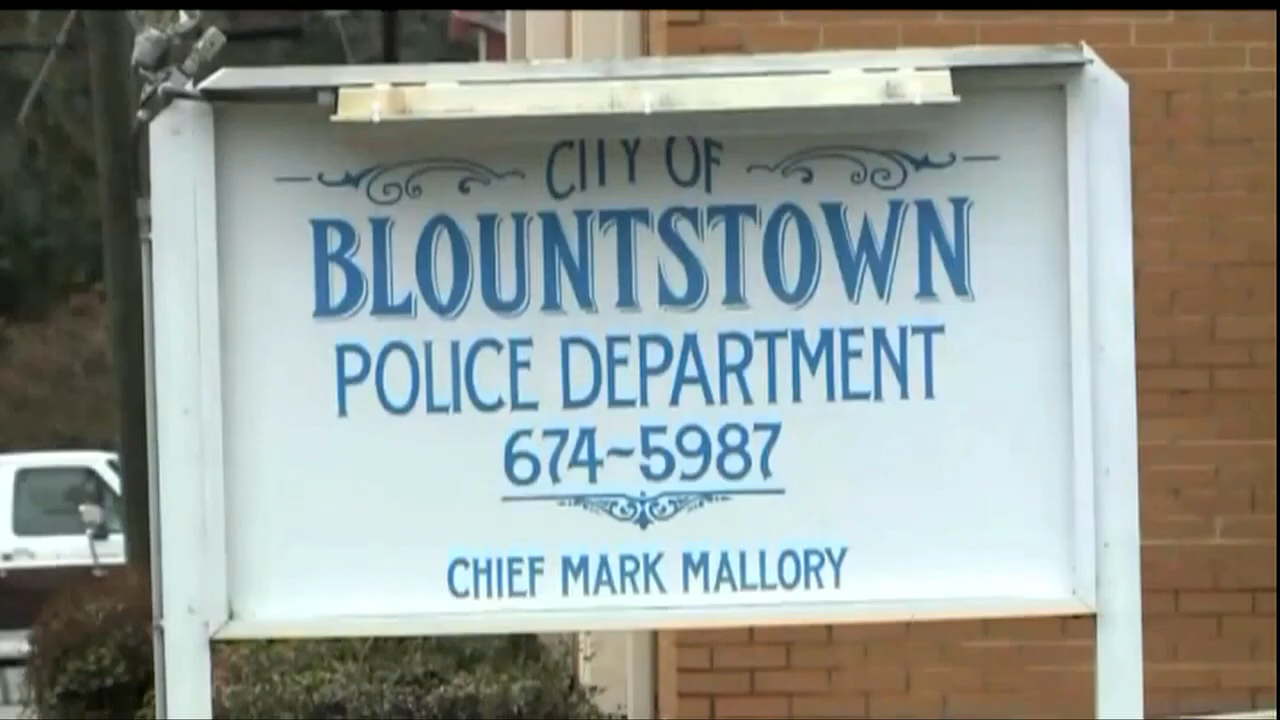 CITY OF
BLOUNTSTOWN
POLICE DEPARTMENT
674~5987
CHIEF MARK MALLORY